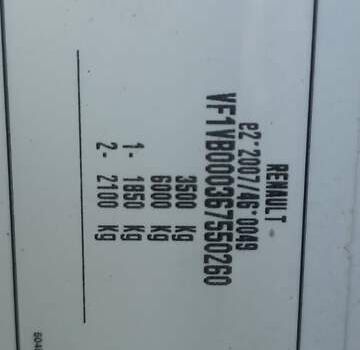 RENAULT
e2*2007/46*0049
VF1VB000367550260
3500 kg
6000 kg
1- 1850 kg
2- 2100 kg